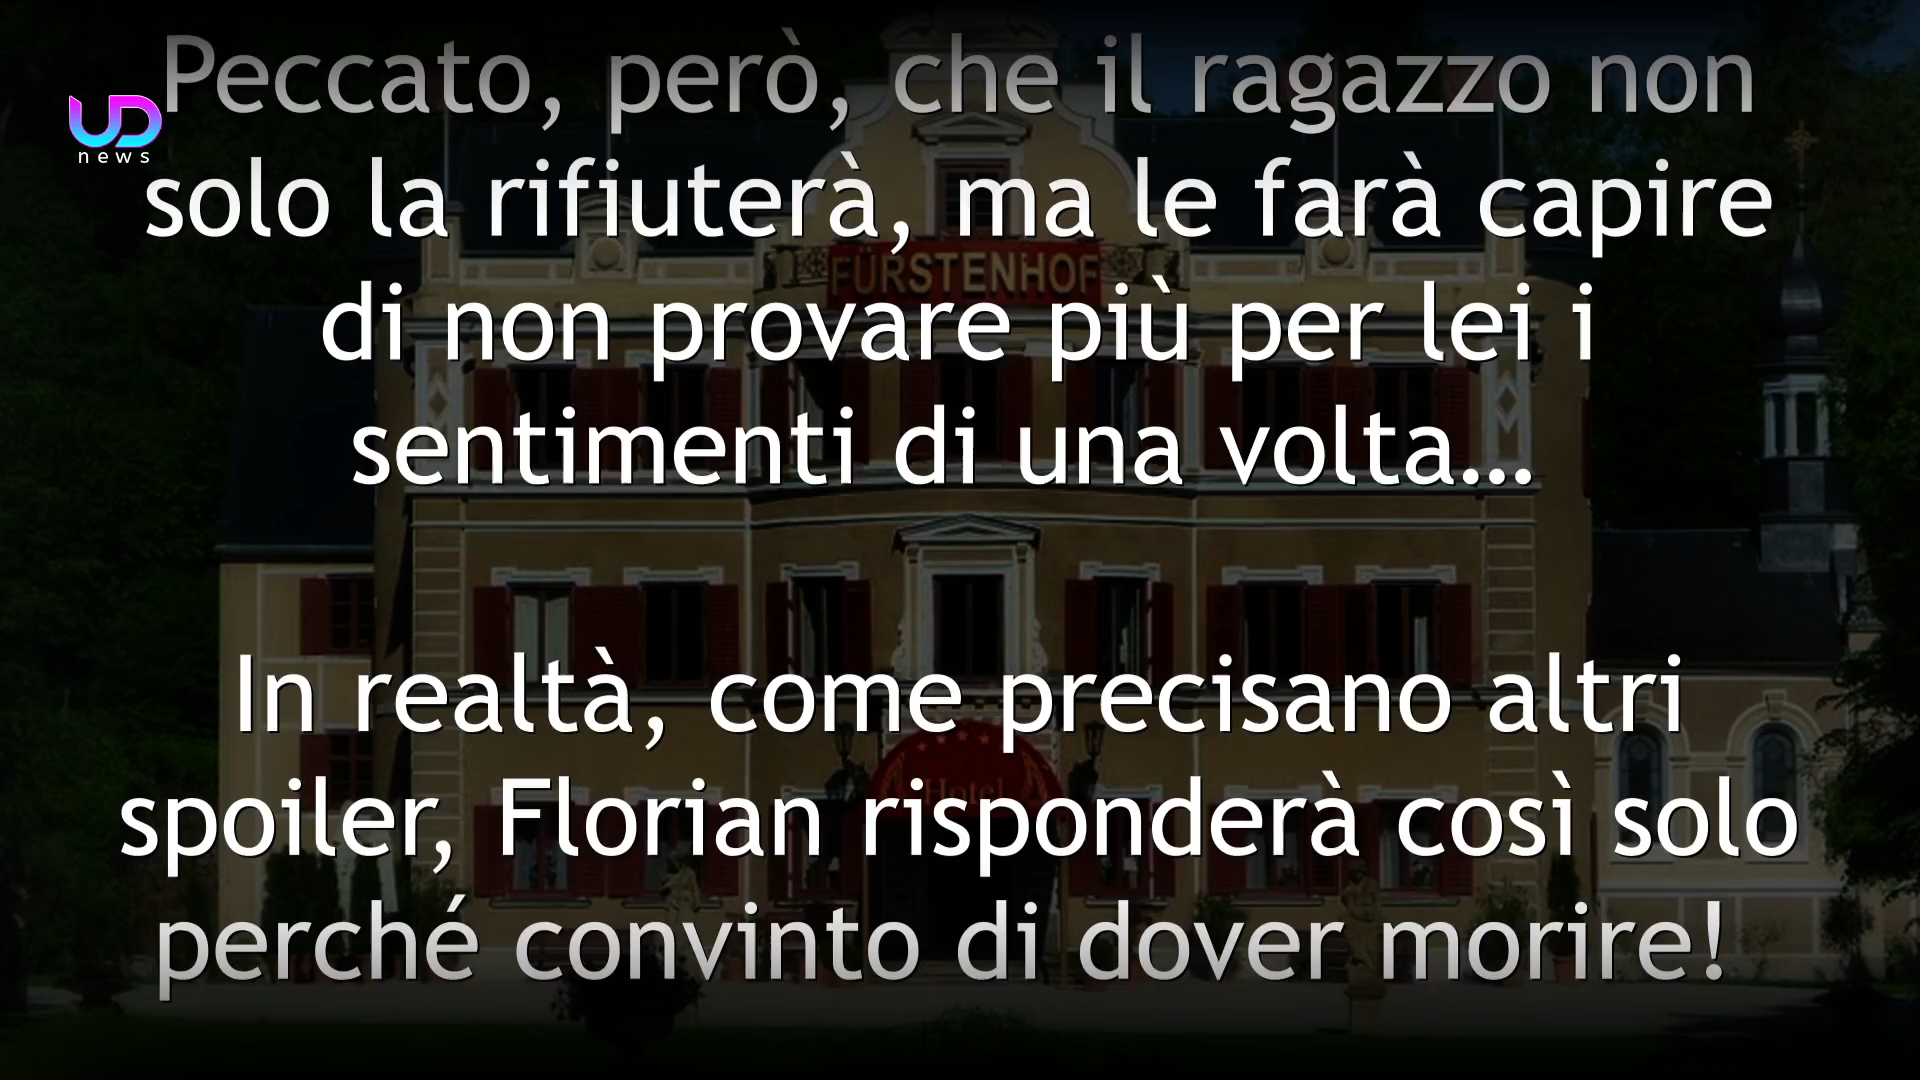 Peccato, però, che il ragazzo non
UD
news
solo la rifiuterà, ma le farà capire
FÜRSTENHOF
di non provare più per lei i
sentimenti di una volta...
In realtà, come precisano altri
Hotel
spoiler, Florian risponderà così solo
perché convinto di dover morire!